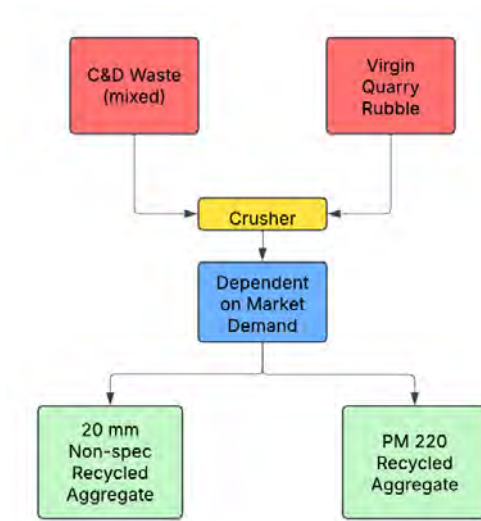 C&D Waste
(mixed)
Virgin
Quarry
Rubble
Crusher
Dependent
on Market
Demand
20 mm
Non-spec
Recycled
Aggregate
PM 220
Recycled
Aggregate